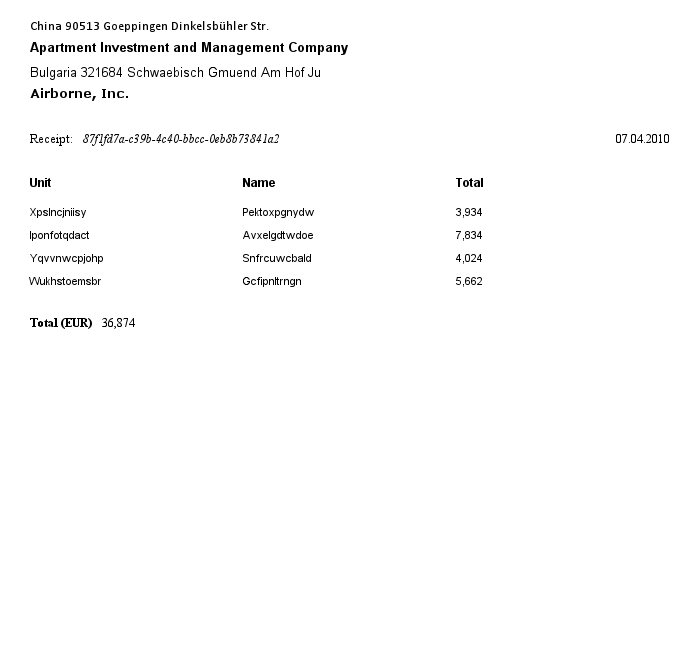 China 90513 Goeppingen Dinkelsbühler Str.
Apartment Investment and Management Company
Bulgaria 321684 Schwaebisch Gmuend Am Hof Ju
Airborne, Inc.
Receipt: 87f1fd7a-c39b-4c40-bbcc-0eb8b73841a2 07.04.2010
Unit Name Total
Xpslncjniisy Pektoxpgnydw 3,934
Iponfotqdact Avxelgdtwdoe 7,834
Yqvvnwcpjohp Snfrcuwcbald 4,024
Wukhstoemsbr Gcfipnltrngn 5,662
Total (EUR) 36,874